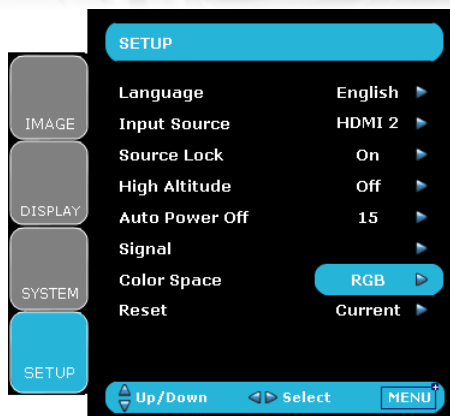 SETUP
IMAGE
DISPLAY
SYSTEM
SETUP
Language English
Input Source HDMI 2
Source Lock On
High Altitude Off
Auto Power Off 15
Signal
Color Space RGB
Reset Current
Up/Down Select MENU